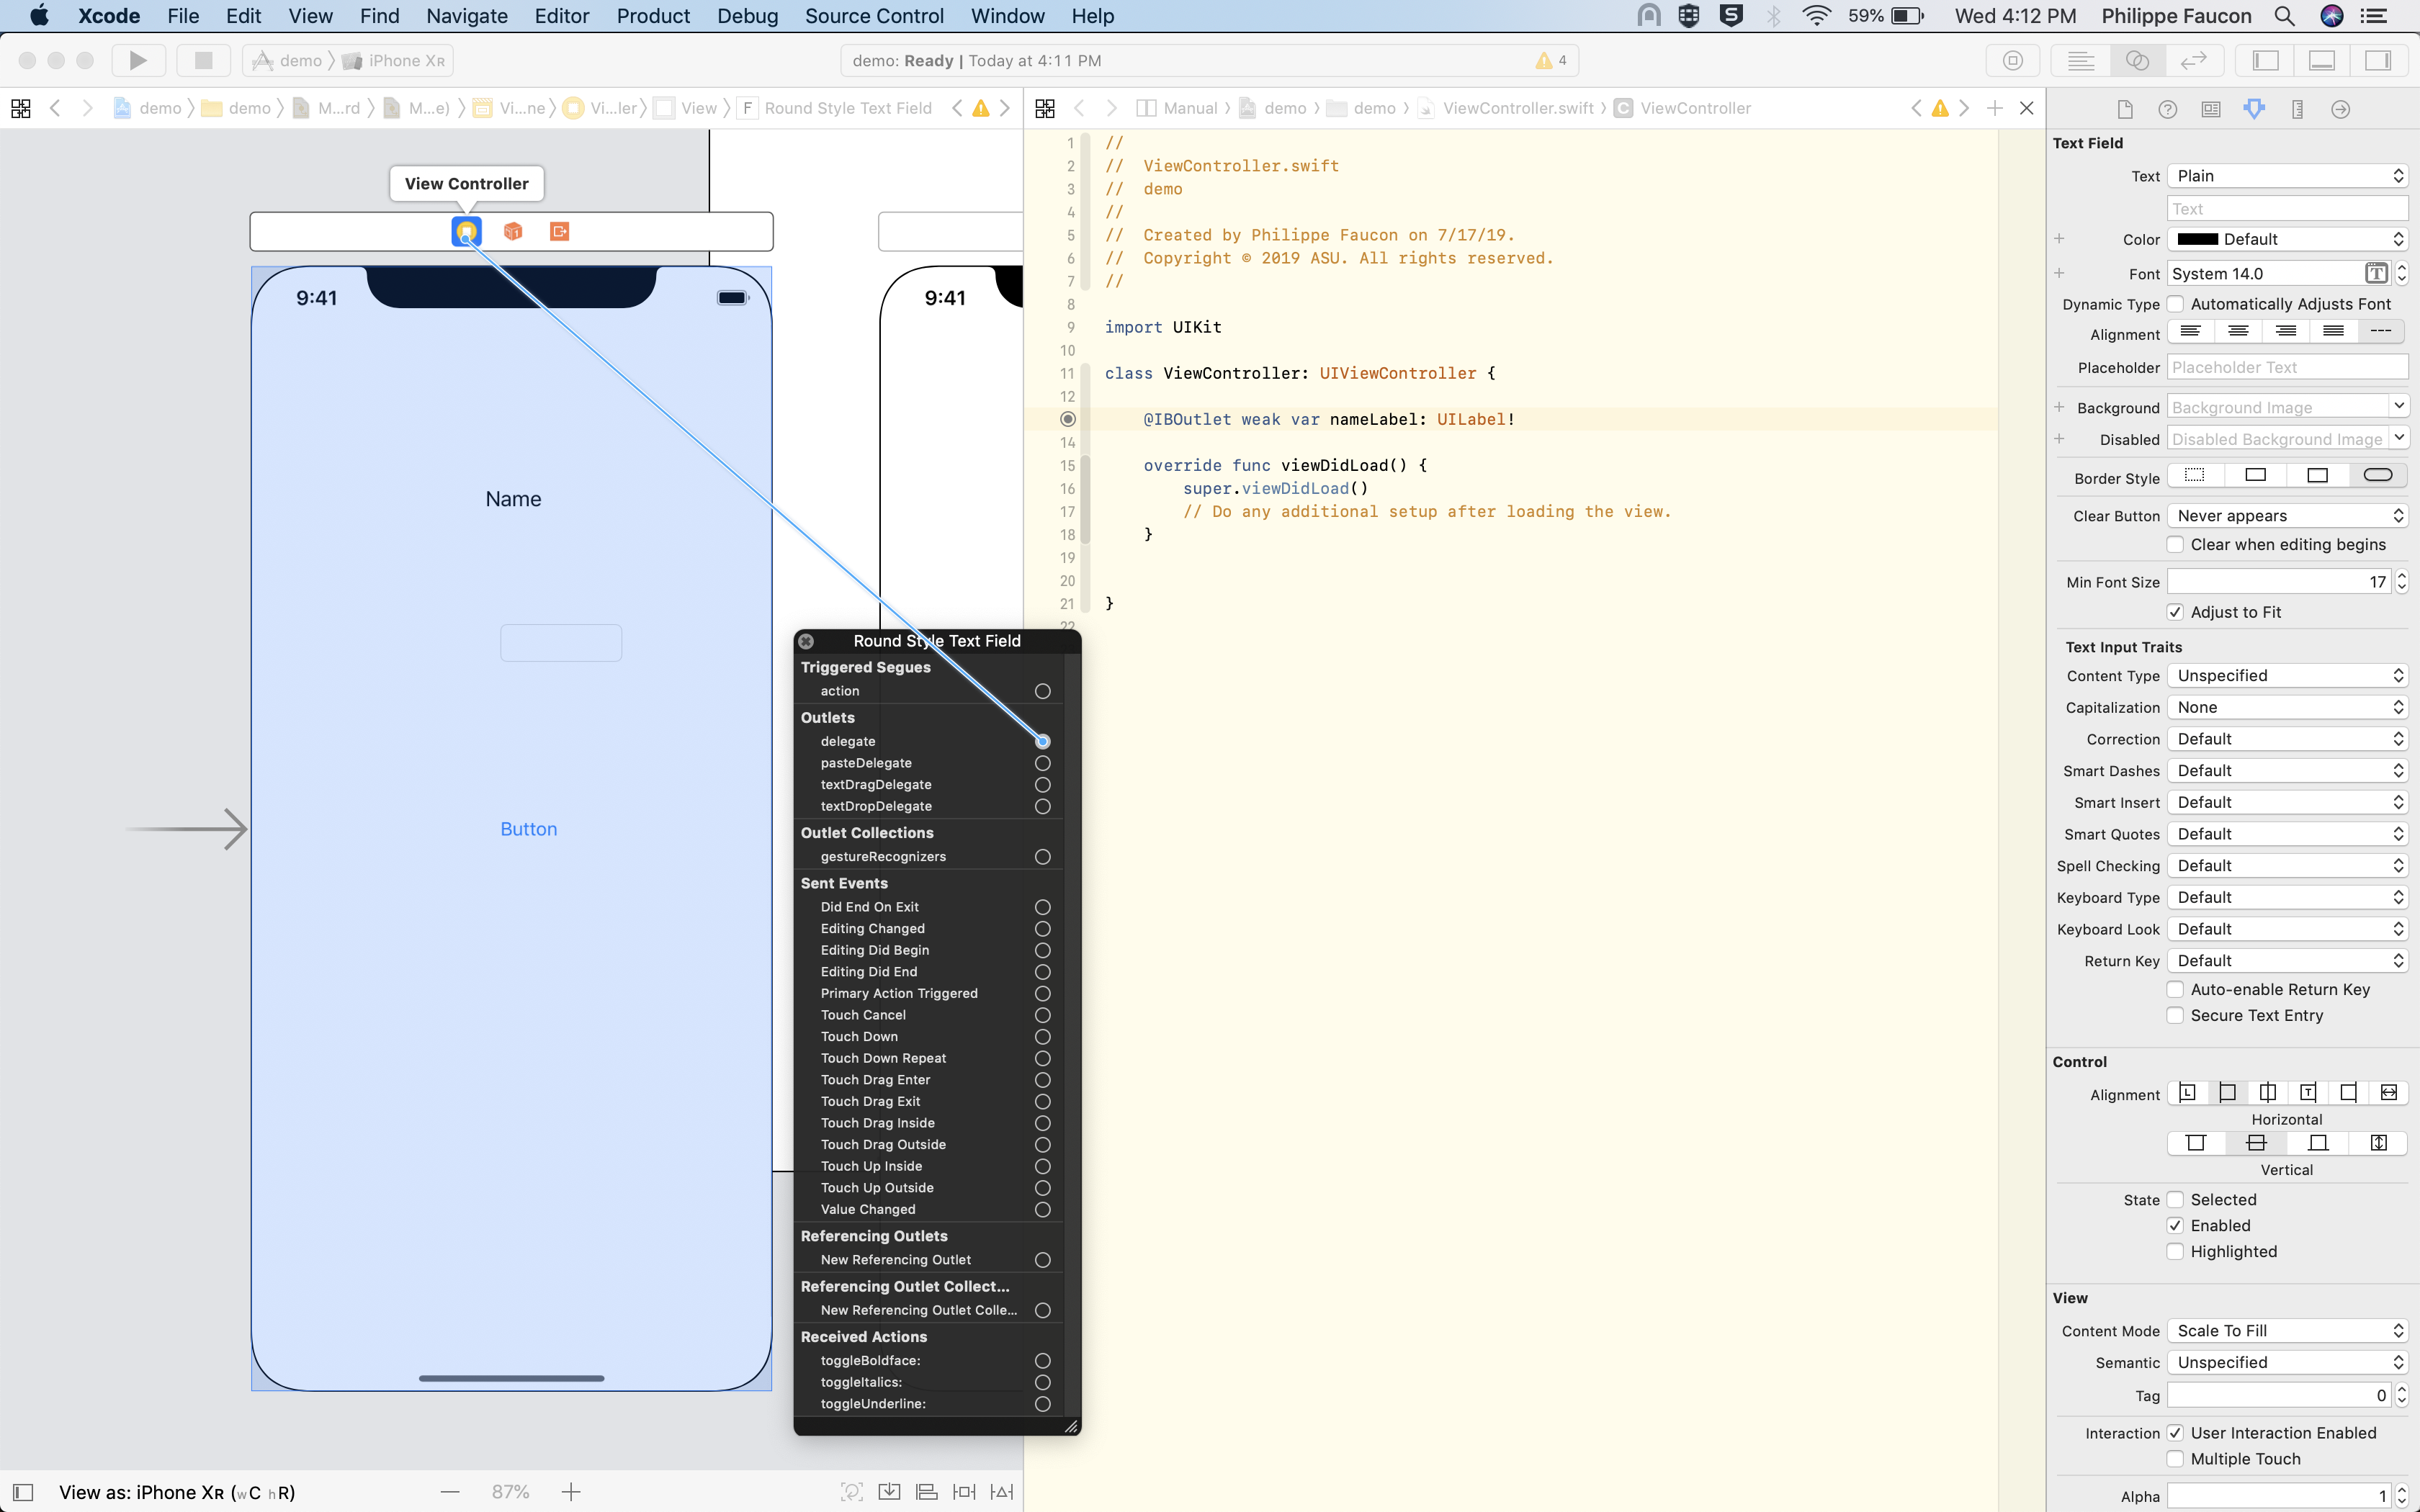 Xcode File Edit View Find Navigate Editor Product Debug Source Control Window Help
59% Wed 4:12 PM Philippe Faucon
demo iPhone XR
demo: Ready | Today at 4:11 PM
4
demo demo M...rd M...e) Vi...ne Vi...ler View F Round Style Text Field
Manual demo demo ViewController.swift C ViewController
View Controller
9:41
9:41
Name
Button
1 //
2 // ViewController.swift
3 // demo
4 //
5 // Created by Philippe Faucon on 7/17/19.
6 // Copyright © 2019 ASU. All rights reserved.
7 //
8
9 import UIKit
10
11 class ViewController: UIViewController {
12
@IBOutlet weak var nameLabel: UILabel!
14
15 override func viewDidLoad() {
16 super.viewDidLoad()
17 // Do any additional setup after loading the view.
18 }
19
20
21 }
22
Round Style Text Field
Triggered Segues
action
Outlets
delegate
pasteDelegate
textDragDelegate
textDropDelegate
Outlet Collections
gestureRecognizers
Sent Events
Did End On Exit
Editing Changed
Editing Did Begin
Editing Did End
Primary Action Triggered
Touch Cancel
Touch Down
Touch Down Repeat
Touch Drag Enter
Touch Drag Exit
Touch Drag Inside
Touch Drag Outside
Touch Up Inside
Touch Up Outside
Value Changed
Referencing Outlets
New Referencing Outlet
Referencing Outlet Collect...
New Referencing Outlet Colle...
Received Actions
toggleBoldface:
toggleItalics:
toggleUnderline:
View as: iPhone XR (wC hR)
87%
Text Field
Text Plain
Text
Color Default
Font System 14.0
Dynamic Type Automatically Adjusts Font
Alignment
Placeholder Placeholder Text
Background Background Image
Disabled Disabled Background Image
Border Style
Clear Button Never appears
Clear when editing begins
Min Font Size 17
Adjust to Fit
Text Input Traits
Content Type Unspecified
Capitalization None
Correction Default
Smart Dashes Default
Smart Insert Default
Smart Quotes Default
Spell Checking Default
Keyboard Type Default
Keyboard Look Default
Return Key Default
Auto-enable Return Key
Secure Text Entry
Control
Alignment
Horizontal
Vertical
State Selected
Enabled
Highlighted
View
Content Mode Scale To Fill
Semantic Unspecified
Tag 0
Interaction User Interaction Enabled
Multiple Touch
Alpha 1